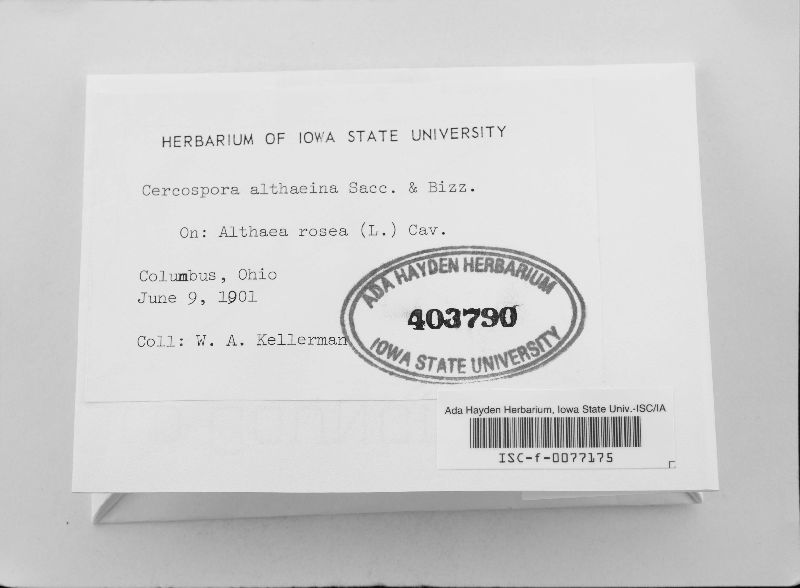 HERBARIUM OF IOWA STATE UNIVERSITY
Cercospora althaeina Sacc. & Bizz.
On: Althaea rosea (L.) Cav.
Columbus, Ohio
June 9, 1901
Coll: W. A. Kellerman
ADA HAYDEN HERBARIUM
403790
IOWA STATE UNIVERSITY
Ada Hayden Herbarium, Iowa State Univ.-ISC/IA
ISC-f-0077175